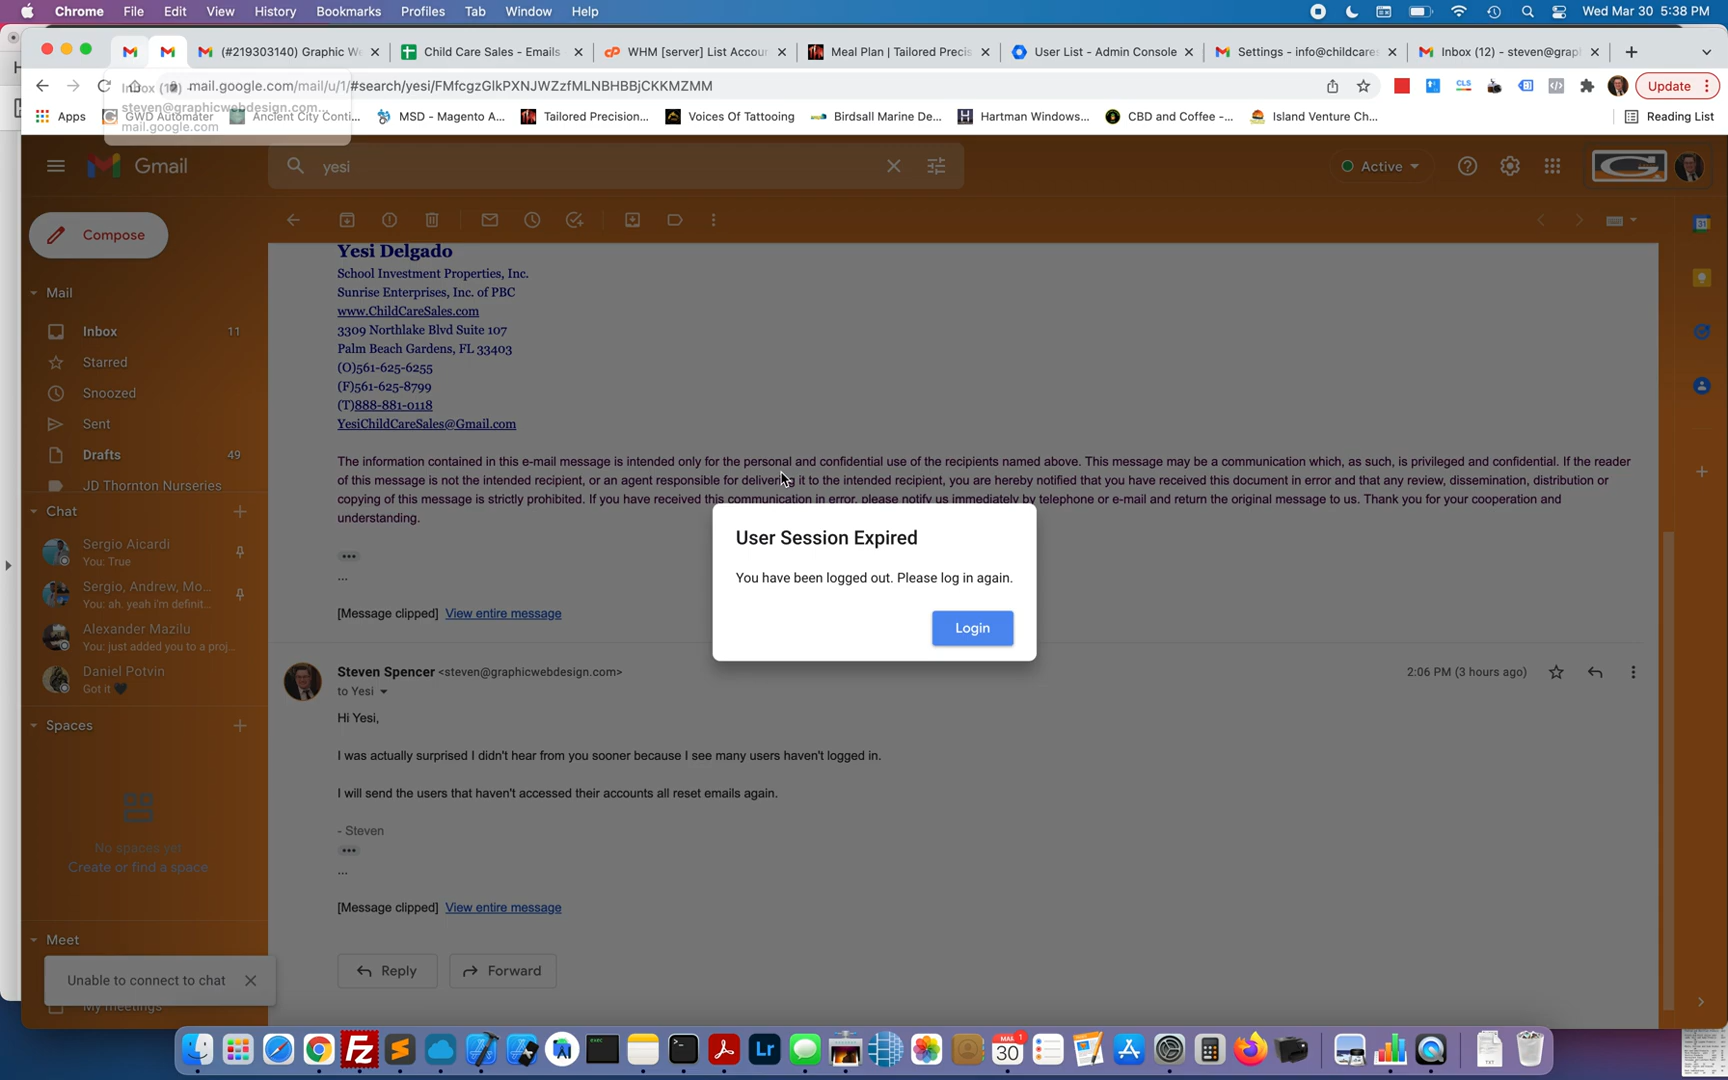 Chrome File Edit View History Bookmarks Profiles Tab Window Help Wed Mar 30 5:38 PM
(#219303140) Graphic We Child Care Sales - Emails WHM [server] List Accoun Meal Plan | Tailored Precis User List - Admin Console Settings - info@childcares Inbox (12) - steven@grap
mail.google.com/mail/u/1/#search/yesi/FMfcgzGlkPXNJWZzfMLNBHBBjCKKMZMM Update
steven@graphicwebdesign.com...
mail.google.com
Apps GWD Automater Ancient City Conti... MSD - Magento A... Tailored Precision... Voices Of Tattooing Birdsall Marine De... Hartman Windows... CBD and Coffee -... Island Venture Ch... Reading List
Gmail yesi Active
Compose
Mail
Inbox 11
Starred
Snoozed
Sent
Drafts 49
JD Thornton Nurseries
Chat
Sergio Aicardi
You: True
Sergio, Andrew, Mo...
You: ah. yeah i'm definit...
Alexander Mazilu
You: just added you to a proj...
Daniel Potvin
Got it
Spaces
No spaces yet
Create or find a space
Meet
My meetings
Unable to connect to chat
Yesi Delgado
School Investment Properties, Inc.
Sunrise Enterprises, Inc. of PBC
www.ChildCareSales.com
3309 Northlake Blvd Suite 107
Palm Beach Gardens, FL 33403
(O)561-625-6255
(F)561-625-8799
(T)888-881-0118
YesiChildCareSales@Gmail.com
The information contained in this e-mail message is intended only for the personal and confidential use of the recipients named above. This message may be a communication which, as such, is privileged and confidential. If the reader
of this message is not the intended recipient, or an agent responsible for delivering it to the intended recipient, you are hereby notified that you have received this document in error and that any review, dissemination, distribution or
copying of this message is strictly prohibited. If you have received this communication in error, please notify us immediately by telephone or e-mail and return the original message to us. Thank you for your cooperation and
understanding.
...
[Message clipped] View entire message
User Session Expired
You have been logged out. Please log in again.
Login
Steven Spencer <steven@graphicwebdesign.com> 2:06 PM (3 hours ago)
to Yesi
Hi Yesi,
I was actually surprised I didn't hear from you sooner because I see many users haven't logged in.
I will send the users that haven't accessed their accounts all reset emails again.
- Steven
...
[Message clipped] View entire message
Reply Forward
Lr MAR 30 1 TXT